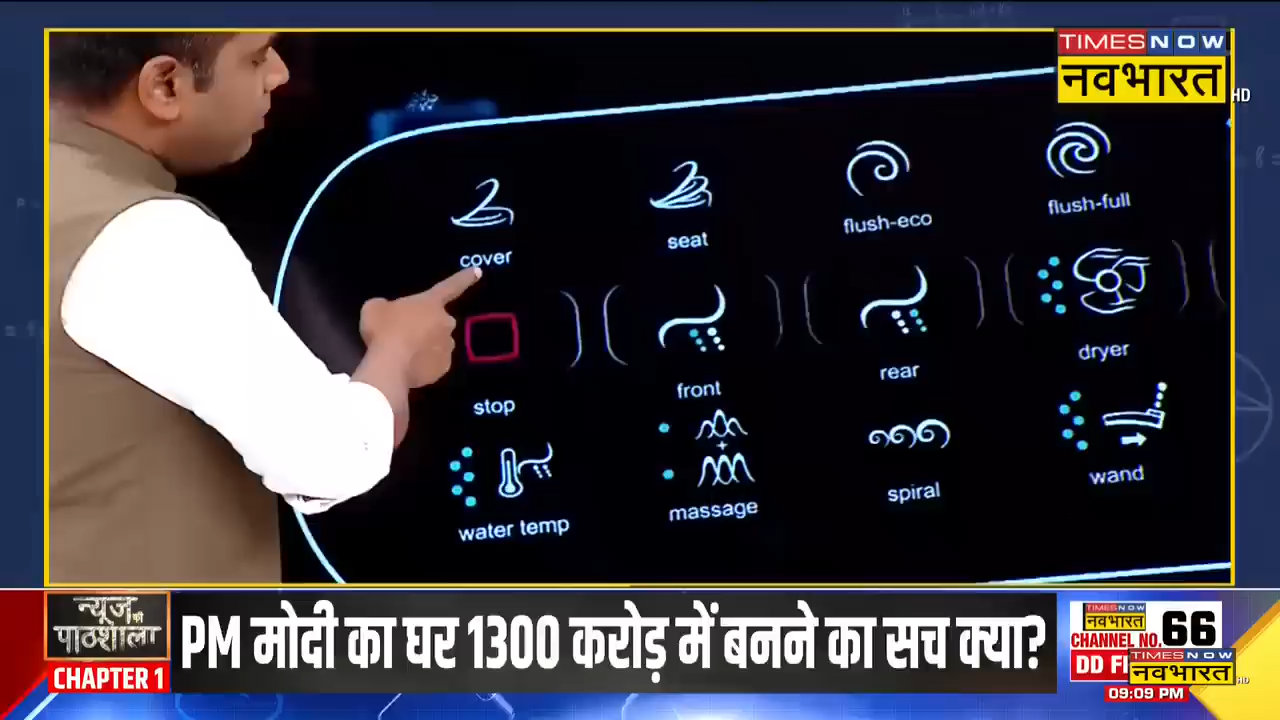 TIMES NOW
नवभारत
HD
cover
seat
flush-eco
flush-full
stop
front
rear
dryer
water temp
massage
spiral
wand
न्यूज की
पाठशाला
CHAPTER 1
PM मोदी का घर 1300 करोड़ में बनने का सच क्या?
TIMES NOW
नवभारत
CHANNEL NO. 66
DD
TIMES NOW
नवभारत
HD
09:09 PM